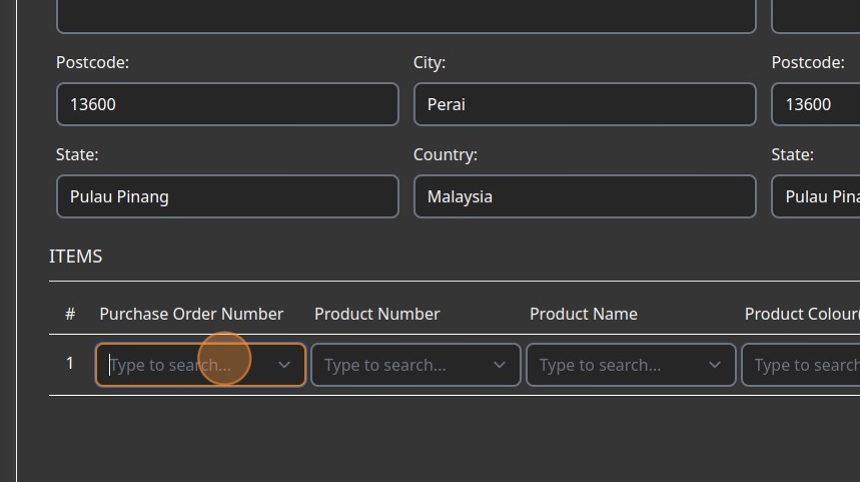 Postcode: City: Postcode:
13600 Perai 13600
State: Country: State:
Pulau Pinang Malaysia Pulau Pina
ITEMS
# Purchase Order Number Product Number Product Name Product Colour(
1 Type to search... Type to search... Type to search... Type to search